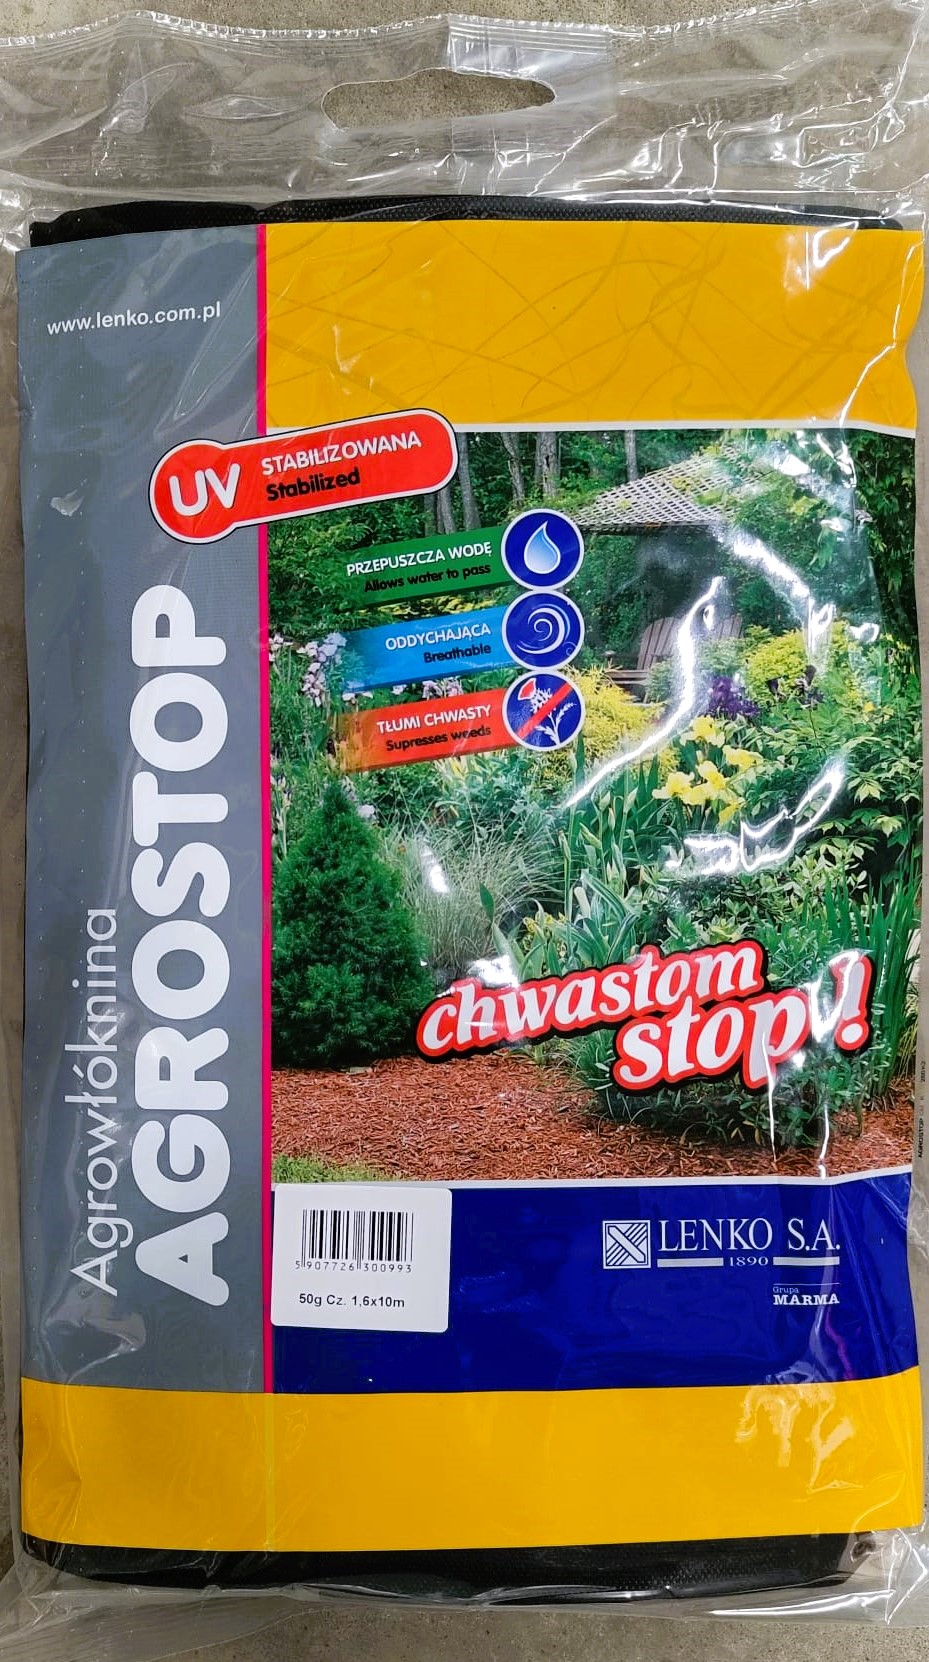 www.lenko.com.pl
UV
STABILIZOWANA
Stabilized
PRZEPUSZCZA WODĘ
Allows water to pass
ODDYCHAJĄCA
Breathable
TŁUMI CHWASTY
Supresses weeds
Agrowłóknina
AGROSTOP
chwastom
stop!
5 907726 300993
50g Cz. 1,6x10m
LENKO S.A.
1890
Grupa
MARMA